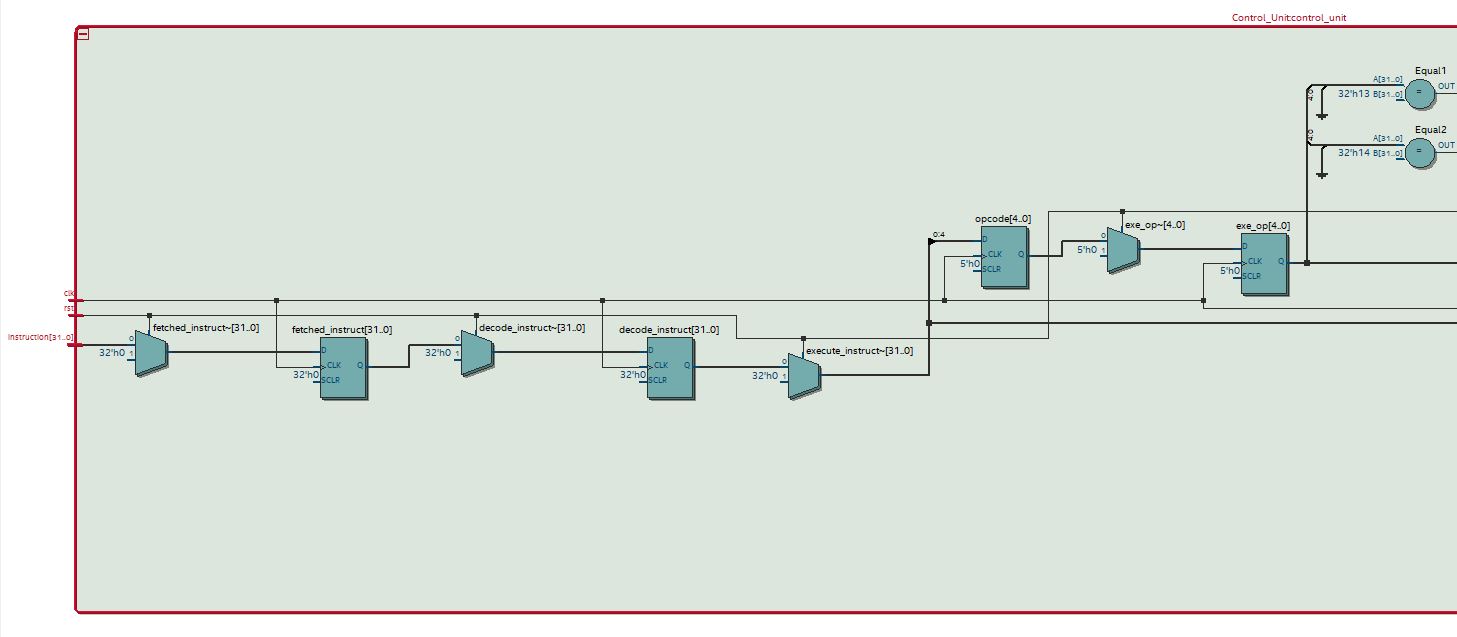 Control_Unit:control_unit
Equal1
A[31..0]
OUT
32'h13 B[31..0]
=
4:0
Equal2
A[31..0]
OUT
32'h14 B[31..0]
=
4:0
opcode[4..0]
exe_op~[4..0]
exe_op[4..0]
0:4
D
CLK
Q
5'h0
SCLR
0
5'h0 1
D
CLK
Q
5'h0
SCLR
clk
rst
Instruction[31..0]
fetched_instruct~[31..0]
0
32'h0 1
fetched_instruct[31..0]
D
CLK
Q
32'h0
SCLR
decode_instruct~[31..0]
0
32'h0 1
decode_instruct[31..0]
D
CLK
Q
32'h0
SCLR
execute_instruct~[31..0]
0
32'h0 1